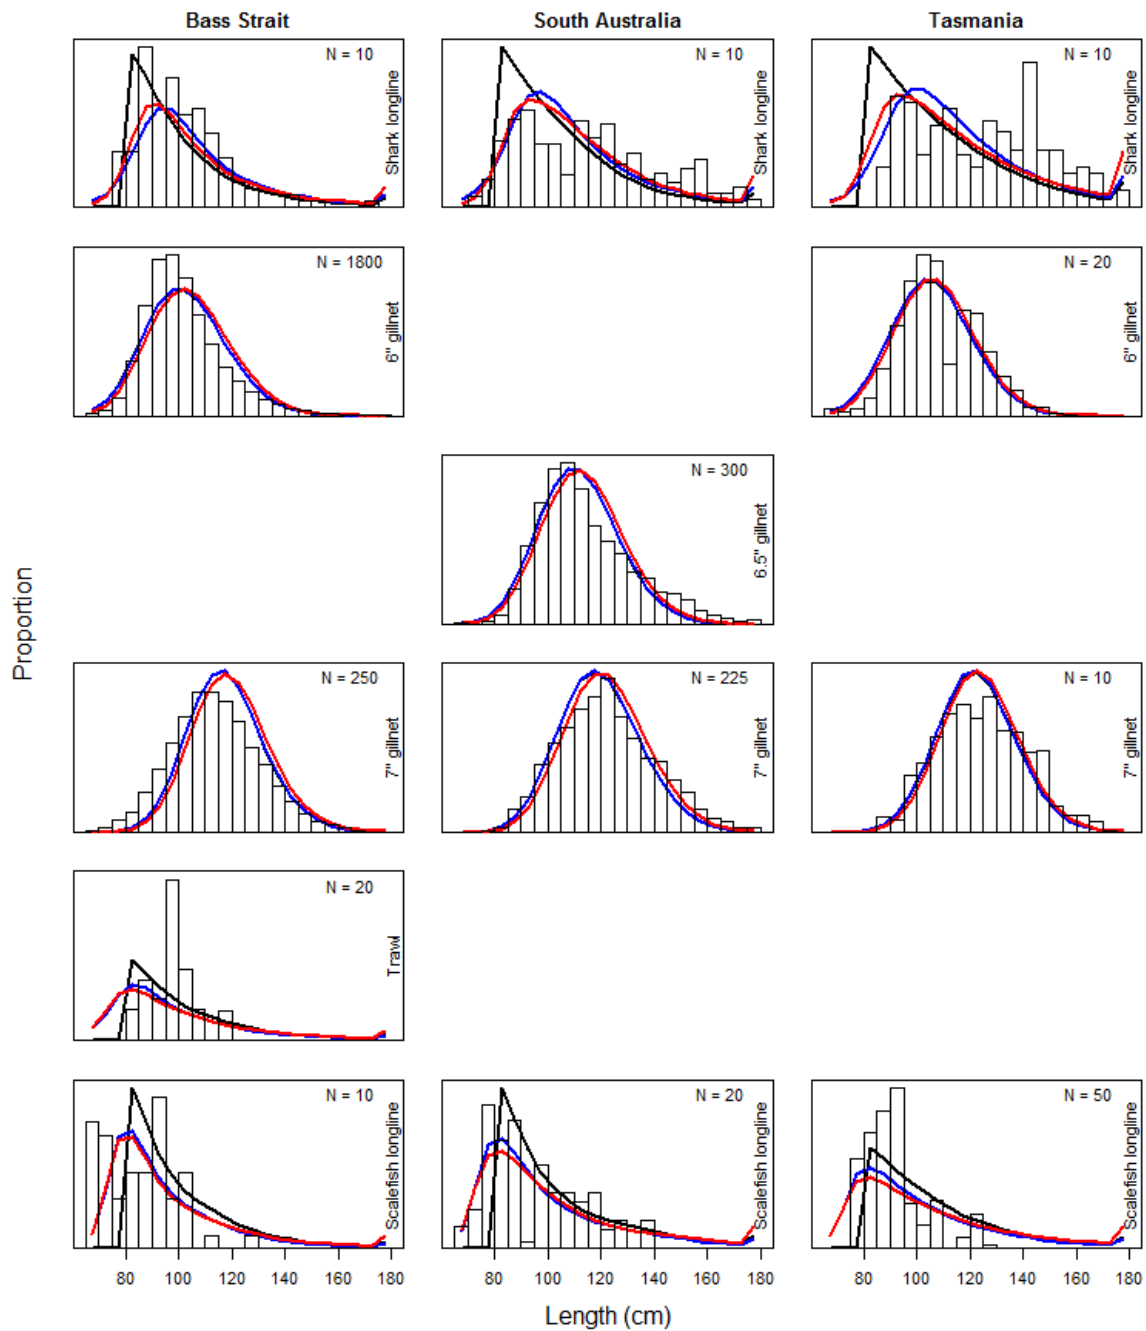 Bass Strait
South Australia
Tasmania
N = 10
Shark longline
N = 10
Shark longline
N = 10
Shark longline
N = 1800
6" gillnet
N = 20
6" gillnet
N = 300
6.5" gillnet
Proportion
N = 250
7" gillnet
N = 225
7" gillnet
N = 10
7" gillnet
N = 20
Trawl
N = 10
Scalefish longline
N = 20
Scalefish longline
N = 50
Scalefish longline
80 100 120 140 160 180
80 100 120 140 160 180
80 100 120 140 160 180
Length (cm)